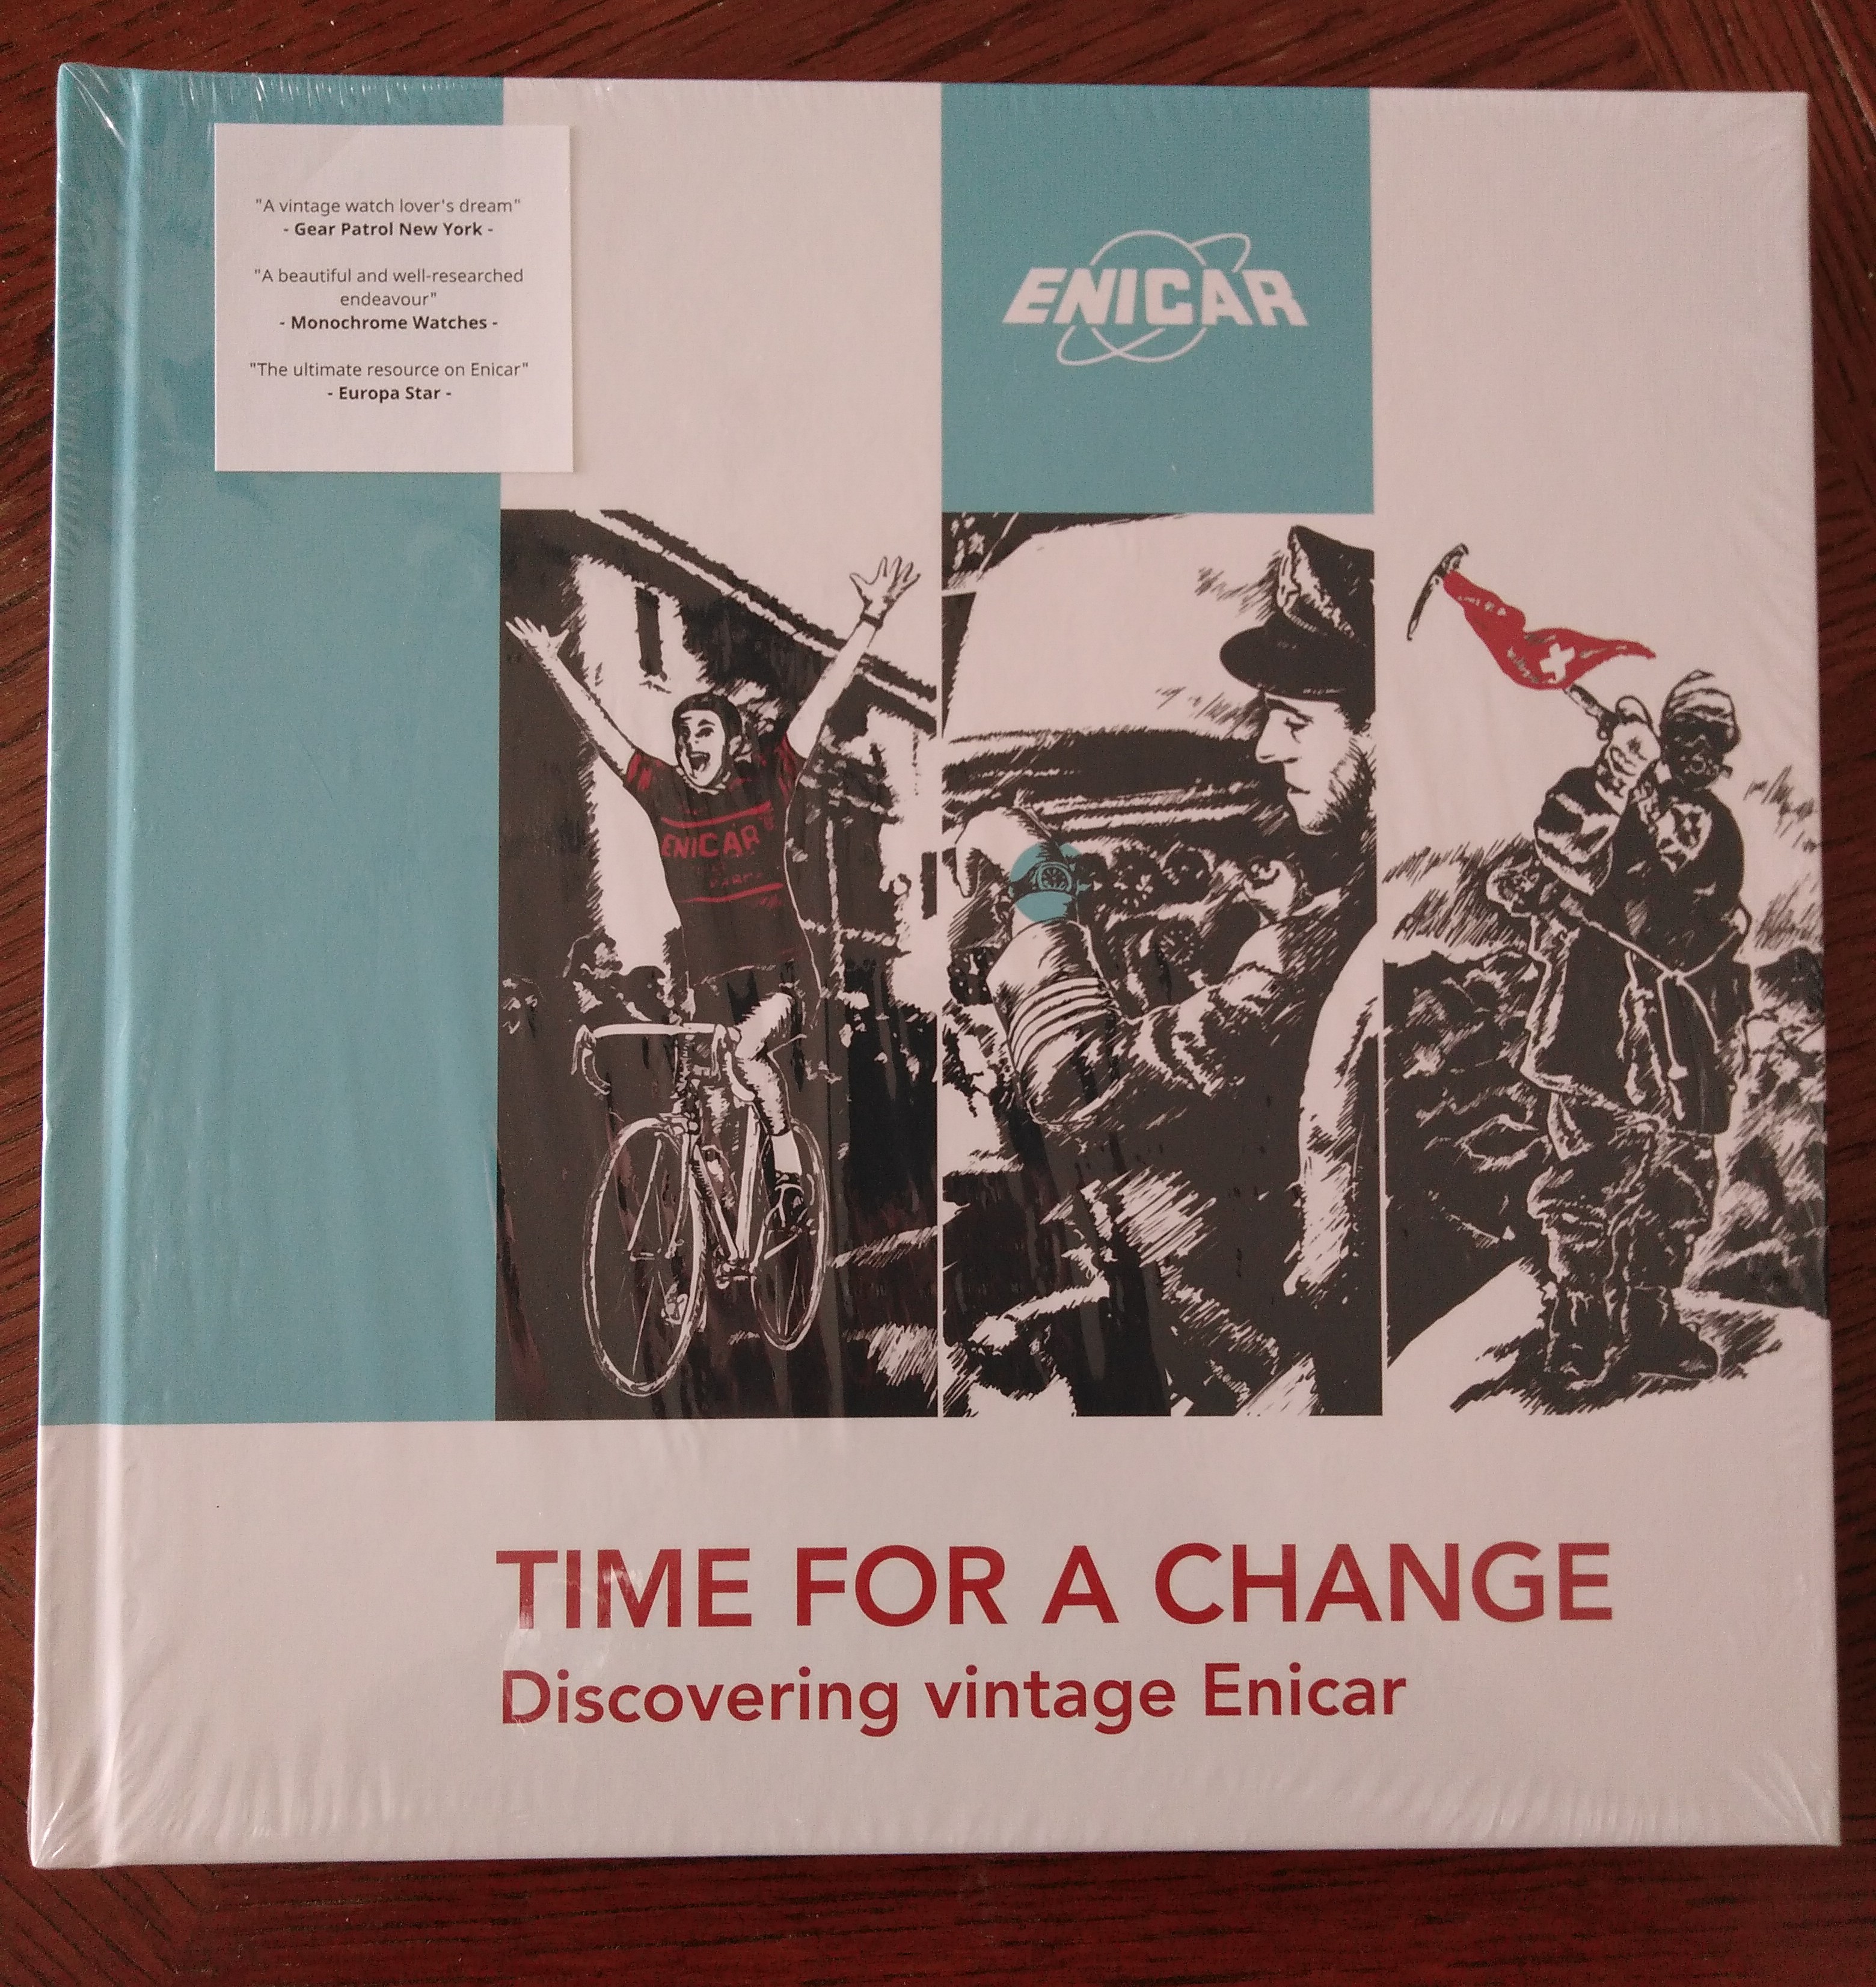 "A vintage watch lover's dream"
- Gear Patrol New York -
"A beautiful and well-researched
endeavour"
- Monochrome Watches -
"The ultimate resource on Enicar"
- Europa Star -
ENICAR
ENICAR
TIME FOR A CHANGE
Discovering vintage Enicar